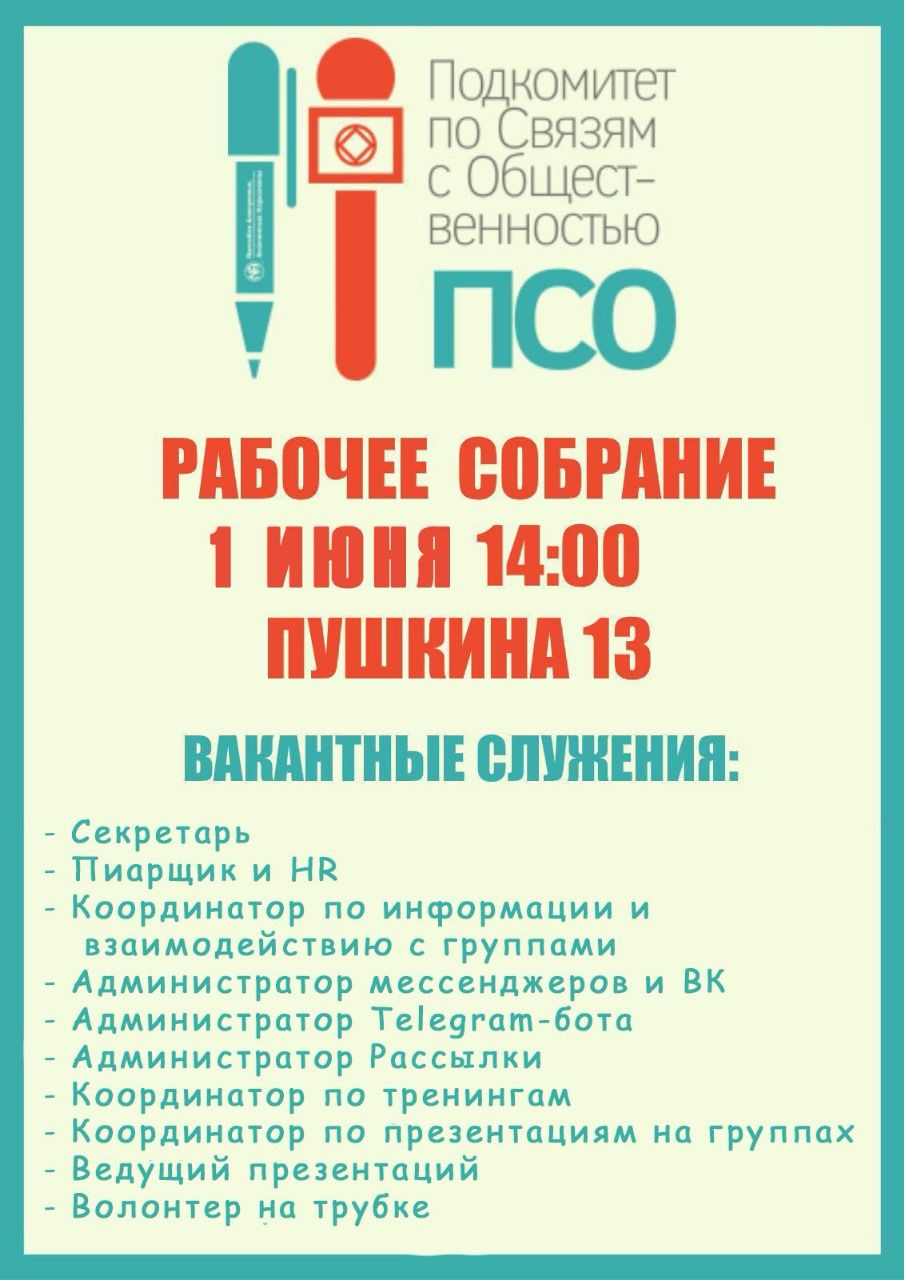 Подкомитет
по Связям
с Общест-
венностью
ПСО
РАБОЧЕЕ СОБРАНИЕ
1 ИЮНЯ 14:00
ПУШКИНА 13
ВАКАНТНЫЕ СЛУЖЕНИЯ:
- Секретарь
- Пиарщик и HR
- Координатор по информации и
взаимодействию с группами
- Администратор мессенджеров и ВК
- Администратор Telegram-бота
- Администратор Рассылки
- Координатор по тренингам
- Координатор по презентациям на группах
- Ведущий презентаций
- Волонтер на трубке